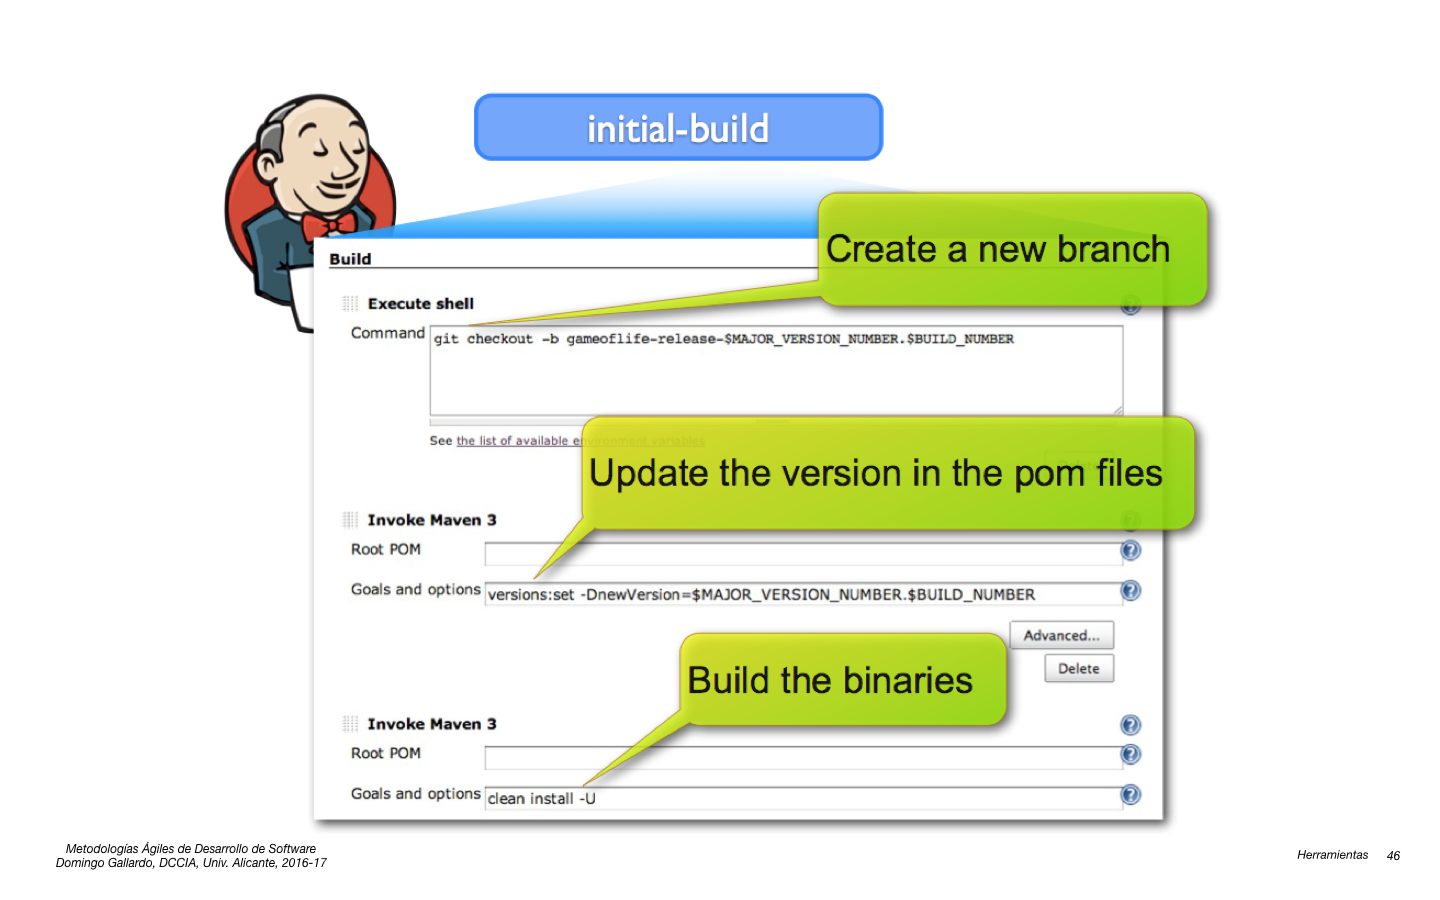 initial-build
Create a new branch
Build
Execute shell
Command
git checkout -b gameoflife-release-$MAJOR_VERSION_NUMBER.$BUILD_NUMBER
See the list of available environment variables
Update the version in the pom files
Invoke Maven 3
Root POM
Goals and options
versions:set -DnewVersion=$MAJOR_VERSION_NUMBER.$BUILD_NUMBER
Advanced...
Delete
Build the binaries
Invoke Maven 3
Root POM
Goals and options
clean install -U
Metodologías Ágiles de Desarrollo de Software
Domingo Gallardo, DCCIA, Univ. Alicante, 2016-17
Herramientas 46